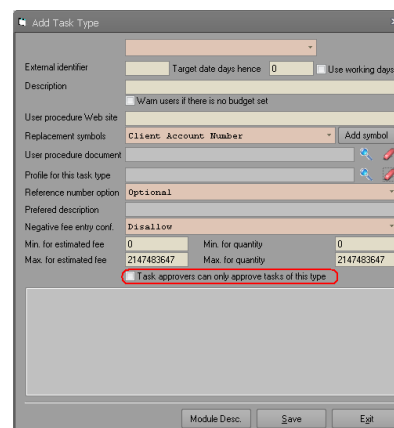 Add Task Type
External identifier Target date days hence 0 Use working days
Description
Warn users if there is no budget set
User procedure Web site
Replacement symbols Client Account Number Add symbol
User procedure document
Profile for this task type
Reference number option Optional
Prefered description
Negative fee entry conf. Disallow
Min. for estimated fee 0 Min. for quantity 0
Max. for estimated fee 2147483647 Max. for quantity 2147483647
Task approvers can only approve tasks of this type
Module Desc. Save Exit